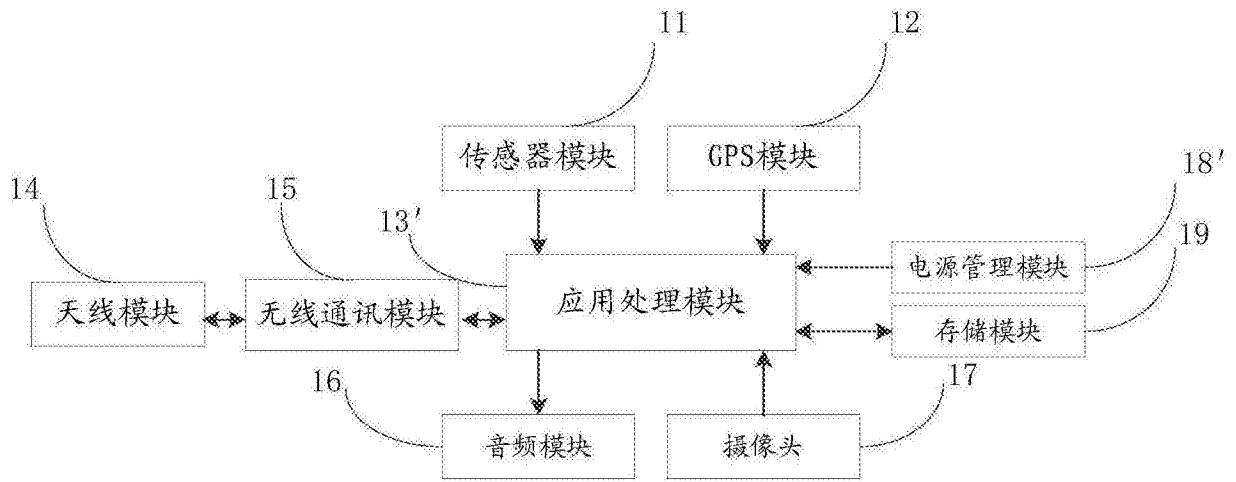 11
12
传感器模块
GPS模块
14
15
13′
18′
19
电源管理模块
天线模块
无线通讯模块
应用处理模块
存储模块
16
17
音频模块
摄像头